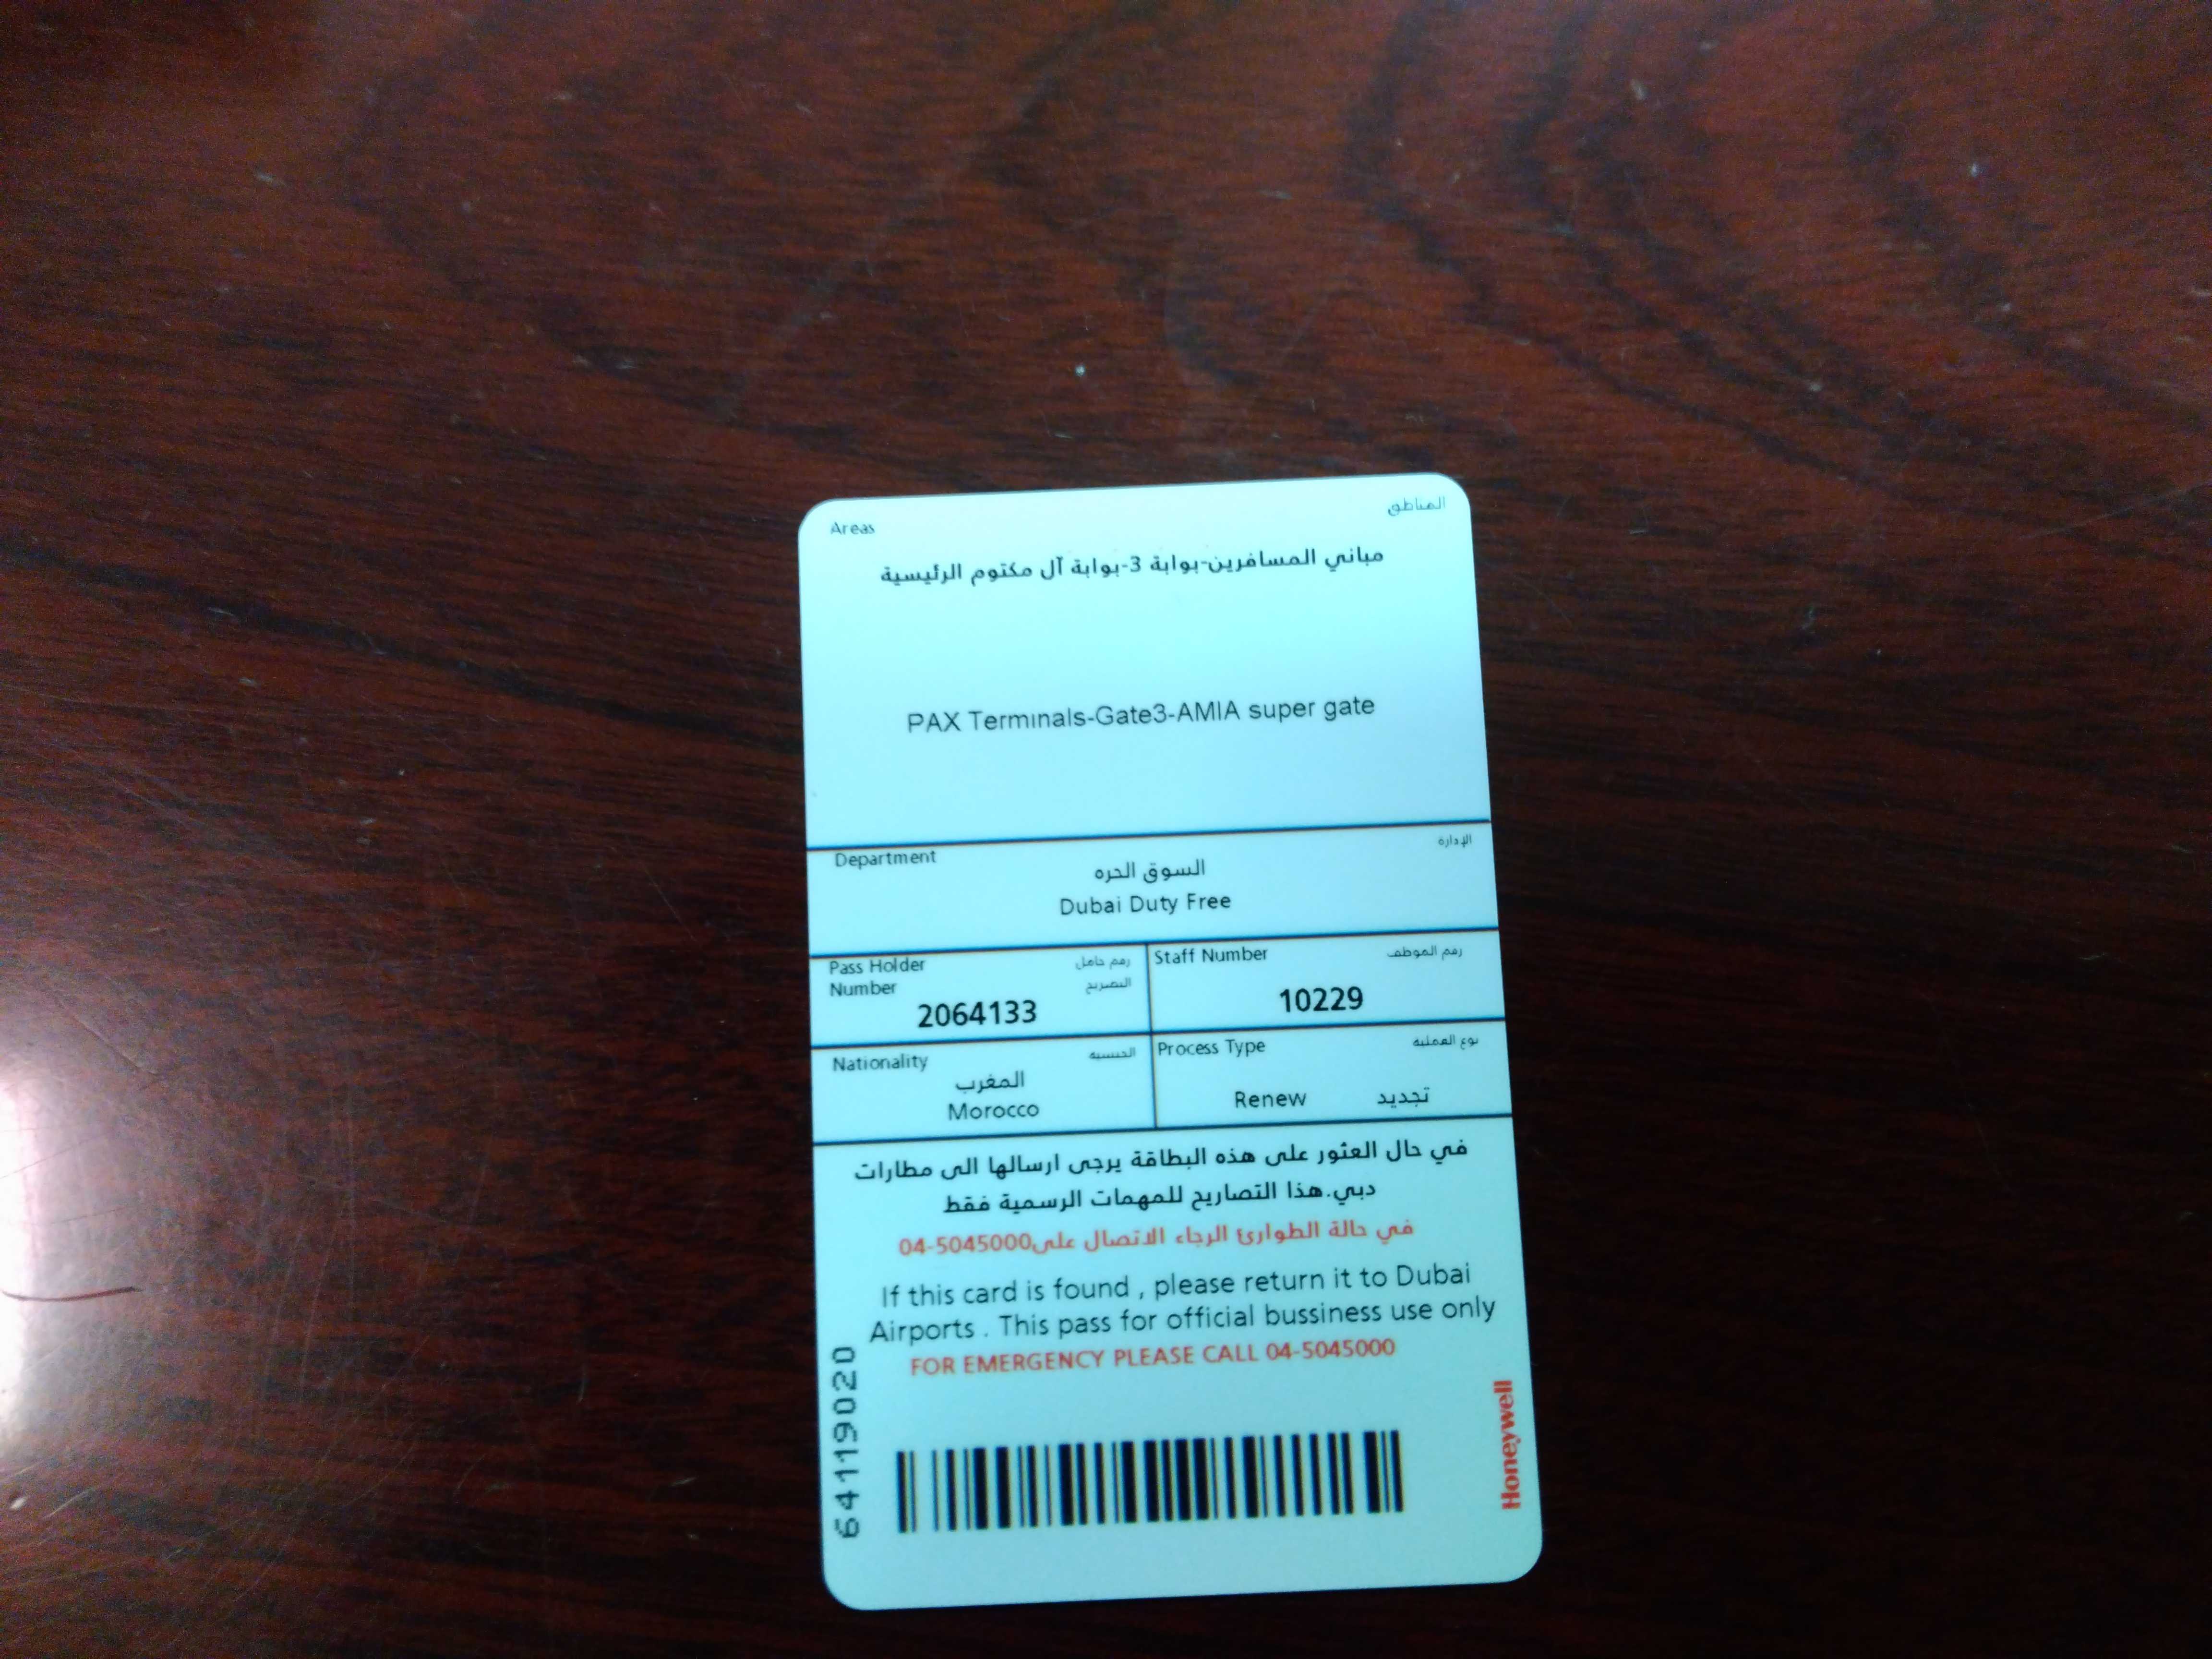 Areas المناطق
مباني المسافرين-بوابة 3-بوابة آل مكتوم الرئيسية
PAX Terminals-Gate3-AMIA super gate
Department الإدارة
السوق الحره
Dubai Duty Free
Pass Holder رقم حامل
Number التصريح
2064133
Staff Number رقم الموظف
10229
Nationality الجنسية
المغرب
Morocco
Process Type نوع العملية
Renew تجديد
في حال العثور على هذه البطاقة يرجى ارسالها الى مطارات
دبي.هذا التصاريح للمهمات الرسمية فقط
في حالة الطوارئ الرجاء الاتصال على04-5045000
If this card is found , please return it to Dubai
Airports . This pass for official bussiness use only
FOR EMERGENCY PLEASE CALL 04-5045000
64119020
Honeywell